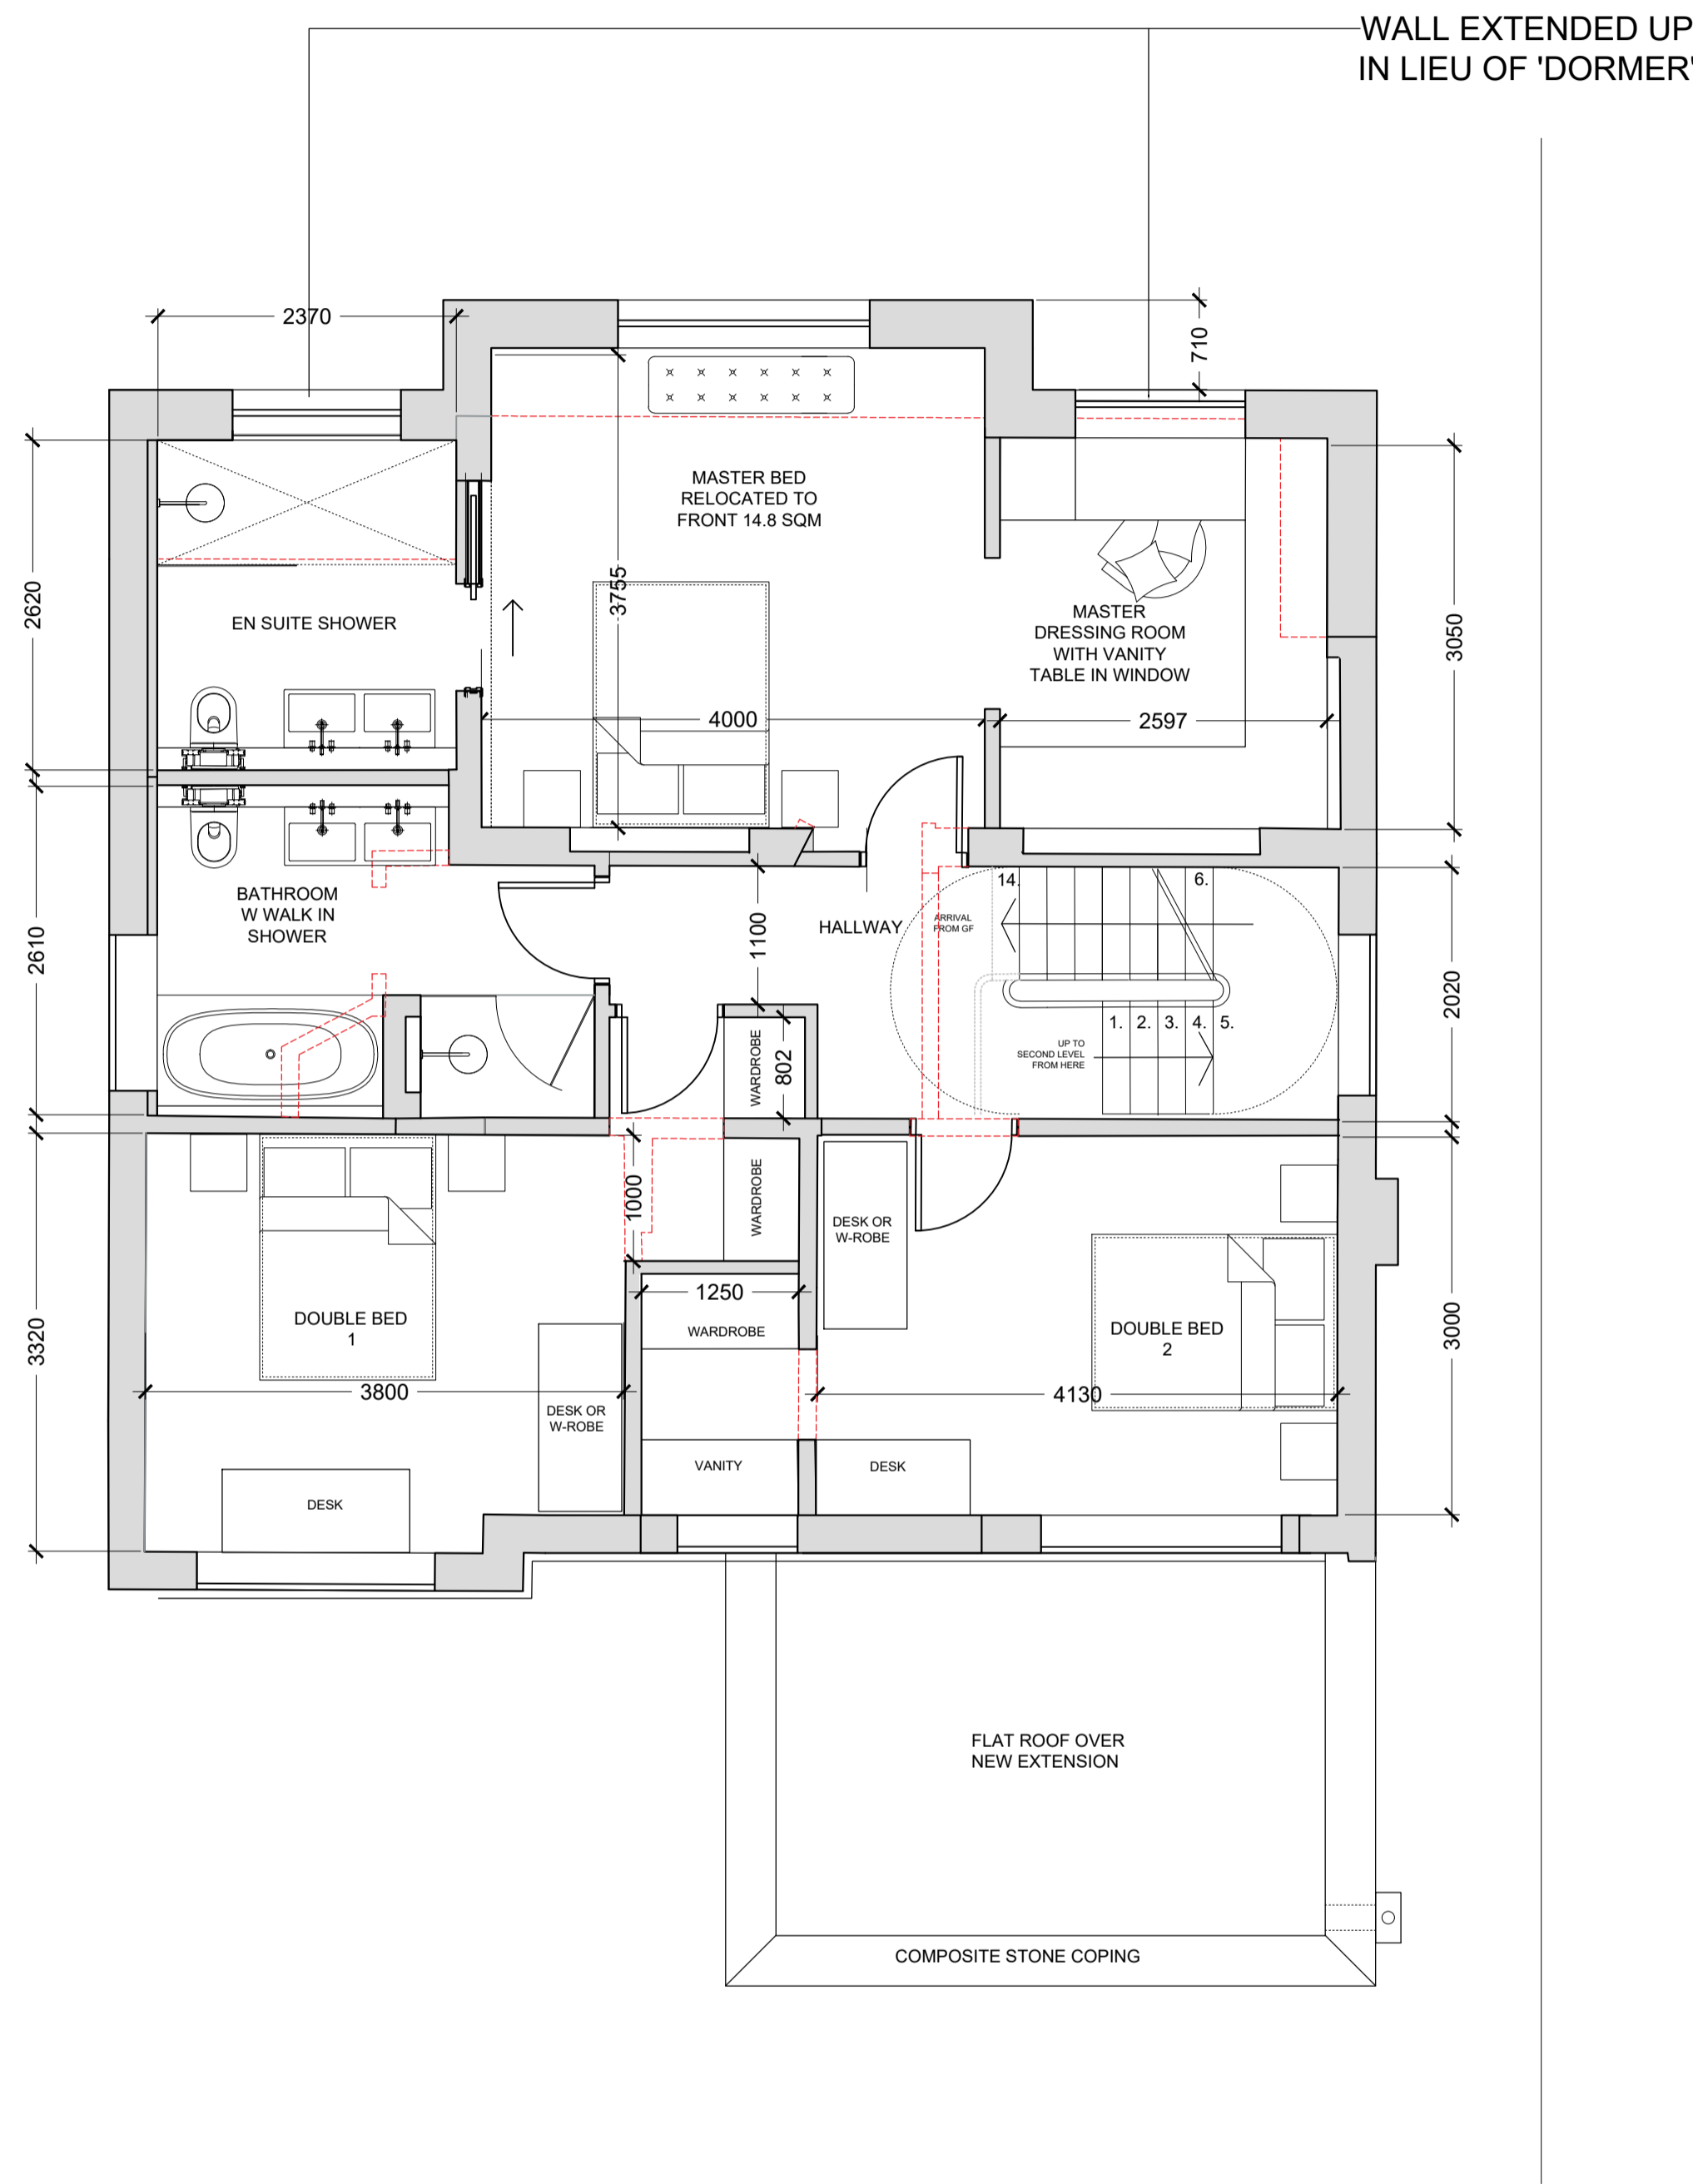 WALL EXTENDED UP
IN LIEU OF 'DORMER'
2370
710
MASTER BED
RELOCATED TO
FRONT 14.8 SQM
3755
2620
EN SUITE SHOWER
MASTER
DRESSING ROOM
WITH VANITY
TABLE IN WINDOW
3050
4000
2597
BATHROOM
W WALK IN
SHOWER
2610
1100
HALLWAY
ARRIVAL
FROM GF
14.
6.
2020
1. 2. 3. 4. 5.
UP TO
SECOND LEVEL
FROM HERE
WARDROBE
802
1000
WARDROBE
DESK OR
W-ROBE
1250
WARDROBE
DOUBLE BED
1
DOUBLE BED
2
3320
3000
3800
4130
DESK OR
W-ROBE
VANITY
DESK
DESK
FLAT ROOF OVER
NEW EXTENSION
COMPOSITE STONE COPING